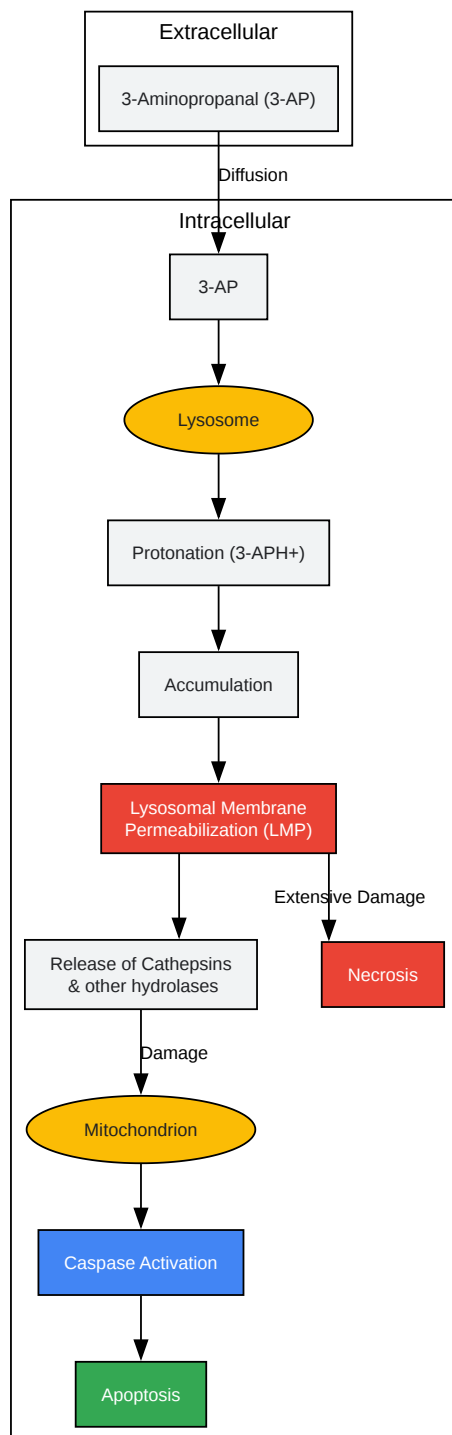 Extracellular
3-Aminopropanal (3-AP)
Diffusion
Intracellular
3-AP
Lysosome
Protonation (3-APH+)
Accumulation
Lysosomal Membrane
Permeabilization (LMP)
Extensive Damage
Release of Cathepsins
& other hydrolases
Necrosis
Damage
Mitochondrion
Caspase Activation
Apoptosis